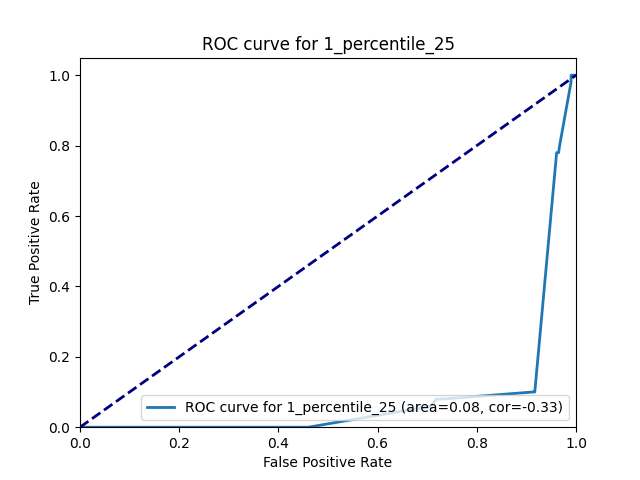 ROC curve for 1_percentile_25
1.0
0.8
0.6
0.4
0.2
0.0
True Positive Rate
ROC curve for 1_percentile_25 (area=0.08, cor=-0.33)
0.0 0.2 0.4 0.6 0.8 1.0
False Positive Rate